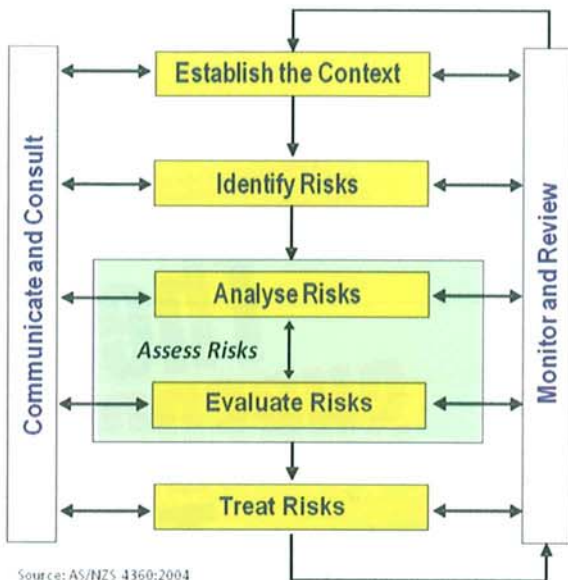 Establish the Context
Identify Risks
Analyse Risks
Assess Risks
Evaluate Risks
Treat Risks
Communicate and Consult
Monitor and Review
Source: AS/NZS 4360:2004